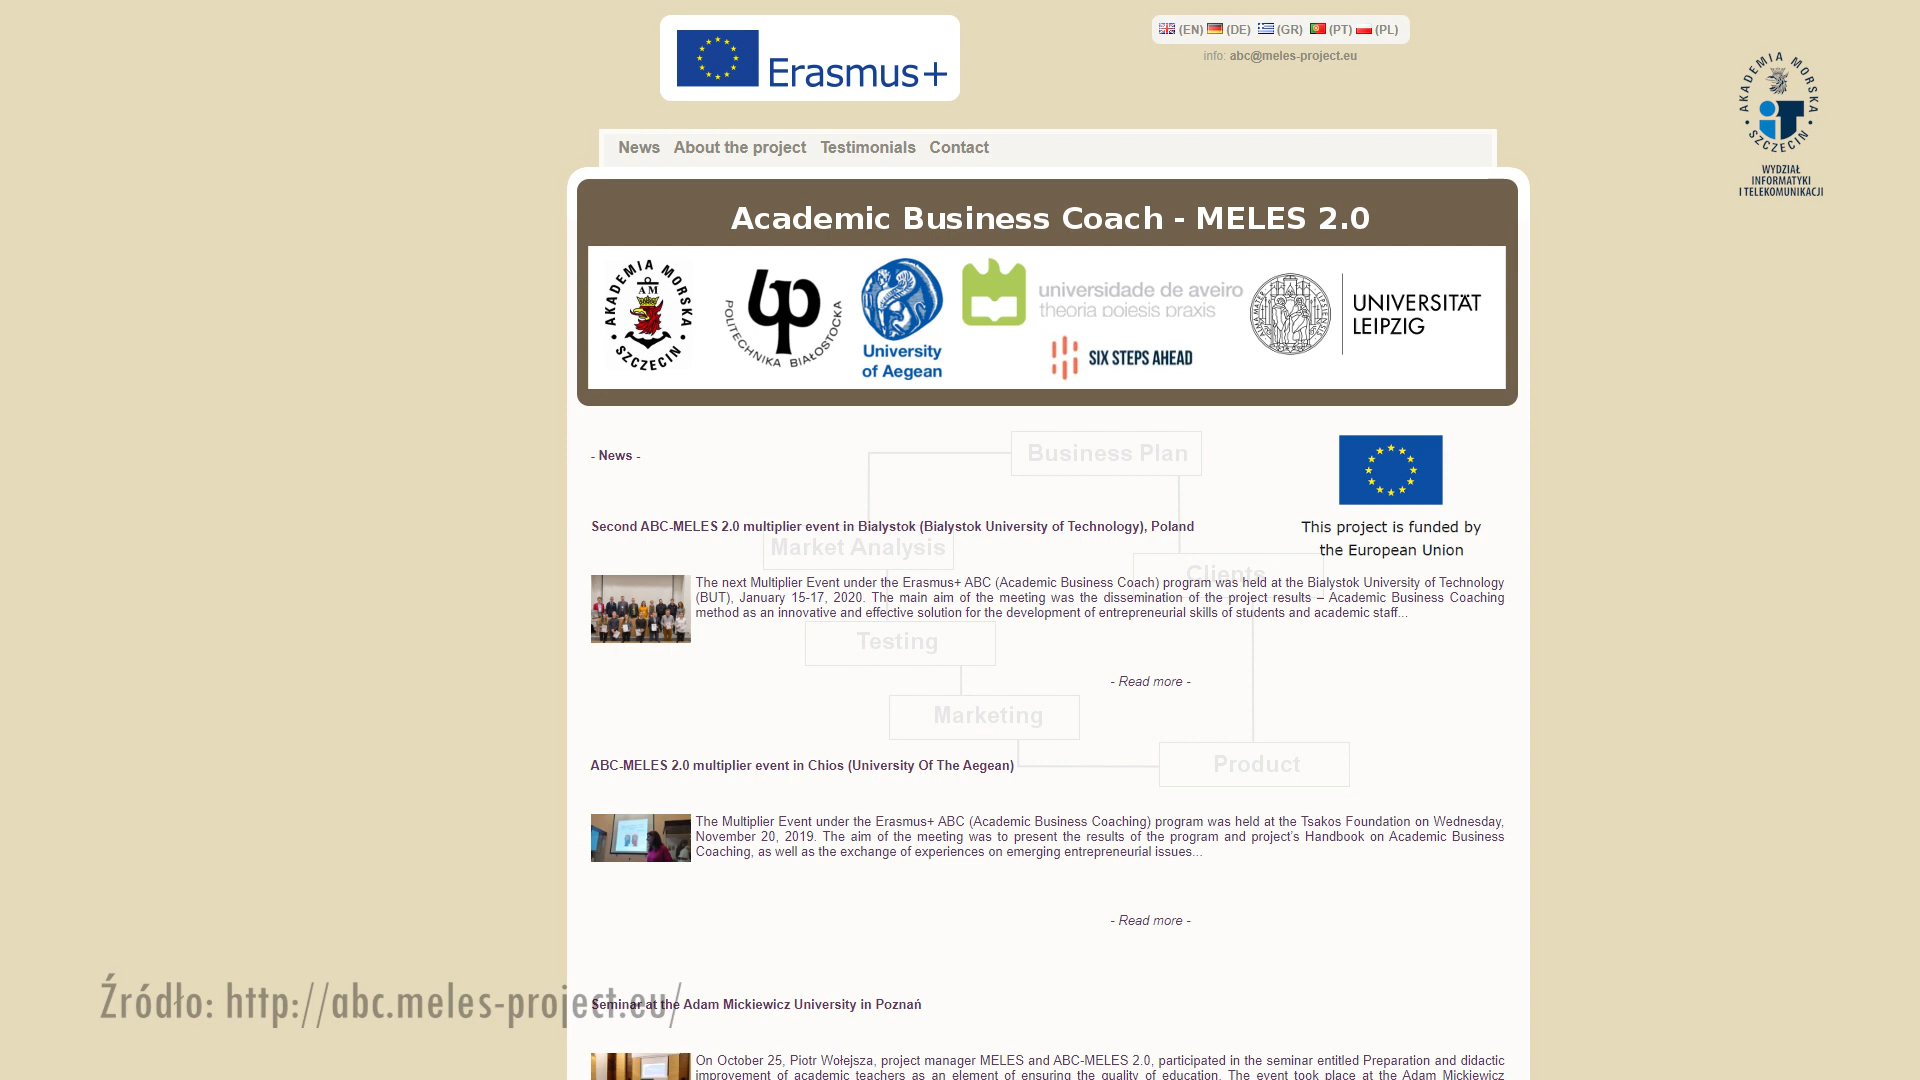 Erasmus+
(EN) (DE) (GR) (PT) (PL)
info: abc@meles-project.eu
AKADEMIA MORSKA
SZCZECIN
WYDZIAŁ
INFORMATYKI
I TELEKOMUNIKACJI
News About the project Testimonials Contact
Academic Business Coach - MELES 2.0
AKADEMIA MORSKA
AM
SZCZECIN
POLITECHNIKA BIAŁOSTOCKA
University
of Aegean
universidade de aveiro
theoria poiesis praxis
SIX STEPS AHEAD
UNIVERSITÄT
LEIPZIG
- News -
Business Plan
This project is funded by
the European Union
Second ABC-MELES 2.0 multiplier event in Bialystok (Bialystok University of Technology), Poland
Market Analysis
Clients
The next Multiplier Event under the Erasmus+ ABC (Academic Business Coach) program was held at the Bialystok University of Technology
(BUT), January 15-17, 2020. The main aim of the meeting was the dissemination of the project results – Academic Business Coaching
method as an innovative and effective solution for the development of entrepreneurial skills of students and academic staff...
Testing
- Read more -
Marketing
Product
ABC-MELES 2.0 multiplier event in Chios (University Of The Aegean)
The Multiplier Event under the Erasmus+ ABC (Academic Business Coaching) program was held at the Tsakos Foundation on Wednesday,
November 20, 2019. The aim of the meeting was to present the results of the program and project's Handbook on Academic Business
Coaching, as well as the exchange of experiences on emerging entrepreneurial issues...
- Read more -
Źródło: http://abc.meles-project.eu/
Seminar at the Adam Mickiewicz University in Poznań
On October 25, Piotr Wołejsza, project manager MELES and ABC-MELES 2.0, participated in the seminar entitled Preparation and didactic
improvement of academic teachers as an element of ensuring the quality of education. The event took place at the Adam Mickiewicz